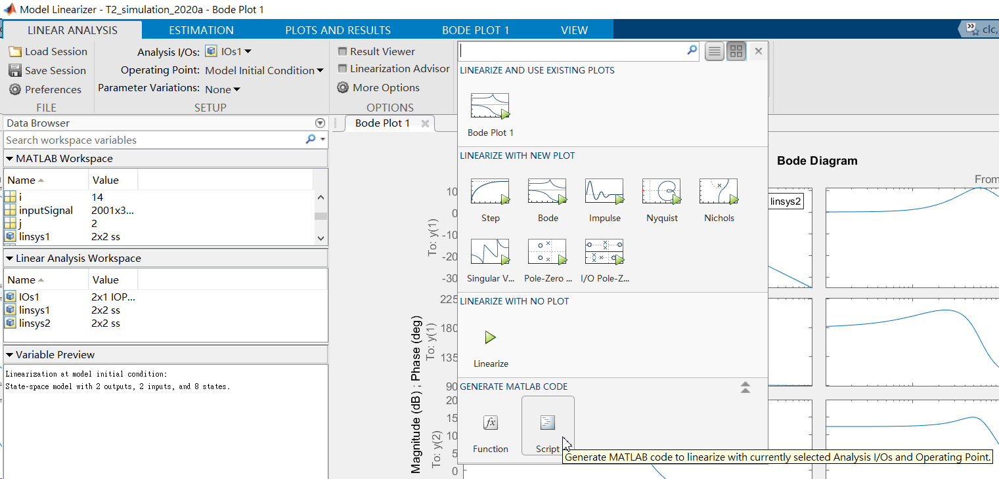 Model Linearizer - T2_simulation_2020a - Bode Plot 1
LINEAR ANALYSIS
ESTIMATION
PLOTS AND RESULTS
BODE PLOT 1
VIEW
clc,
Load Session
Save Session
Preferences
FILE
Analysis I/Os: IOs1
Operating Point: Model Initial Condition
Parameter Variations: None
SETUP
Result Viewer
Linearization Advisor
More Options
OPTIONS
LINEARIZE AND USE EXISTING PLOTS
Bode Plot 1
LINEARIZE WITH NEW PLOT
Step
Bode
Impulse
Nyquist
Nichols
Singular V...
Pole-Zero ...
I/O Pole-Z...
LINEARIZE WITH NO PLOT
Linearize
GENERATE MATLAB CODE
Function
Script
Generate MATLAB code to linearize with currently selected Analysis I/Os and Operating Point.
Data Browser
Search workspace variables
MATLAB Workspace
Name Value
i 14
inputSignal 2001x3...
j 2
linsys1 2x2 ss
Linear Analysis Workspace
Name Value
IOs1 2x1 IOP...
linsys1 2x2 ss
linsys2 2x2 ss
Variable Preview
Linearization at model initial condition:
State-space model with 2 outputs, 2 inputs, and 8 states.
Bode Plot 1
Bode Diagram
From
linsys2
Magnitude (dB) ; Phase (deg)
To: y(1)
10
0
-10
-20
-30
To: y(1)
225
180
135
90
To: y(2)
20
15
10
5
0